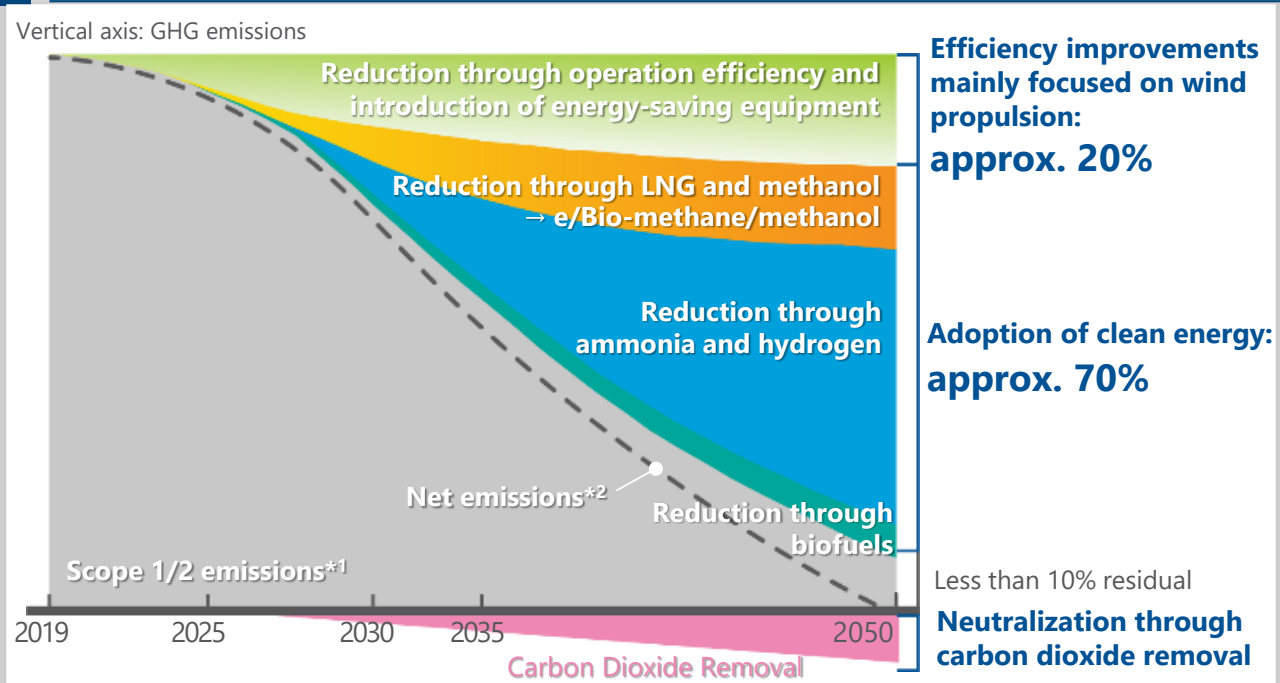 Vertical axis: GHG emissions
Reduction through operation efficiency and
introduction of energy-saving equipment
Reduction through LNG and methanol
→ e/Bio-methane/methanol
Reduction through
ammonia and hydrogen
Net emissions*2
Reduction through
biofuels
Scope 1/2 emissions*1
2019
2025
2030
2035
2050
Carbon Dioxide Removal
Efficiency improvements
mainly focused on wind
propulsion:
approx. 20%
Adoption of clean energy:
approx. 70%
Less than 10% residual
Neutralization through
carbon dioxide removal